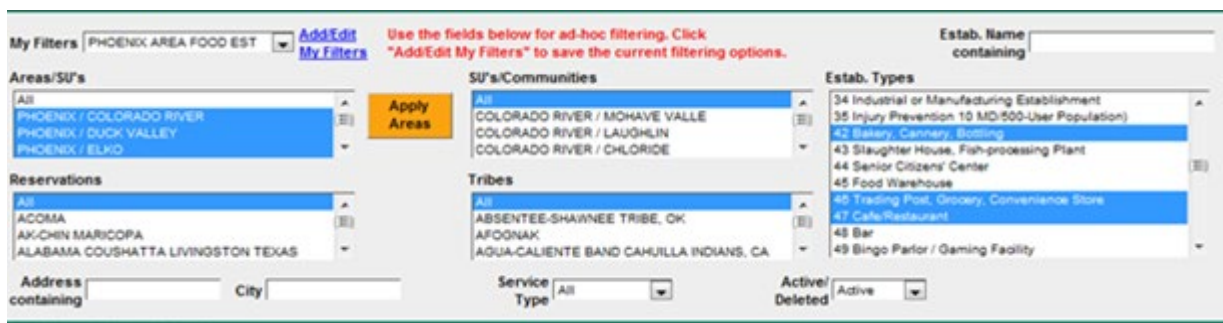 My Filters PHOENIX AREA FOOD EST Add/Edit My Filters
Use the fields below for ad-hoc filtering. Click
"Add/Edit My Filters" to save the current filtering options.
Estab. Name containing
Areas/SU's
All
PHOENIX / COLORADO RIVER
PHOENIX / DUCK VALLEY
PHOENIX / ELKO
Apply
Areas
SU's/Communities
All
COLORADO RIVER / MOHAVE VALLE
COLORADO RIVER / LAUGHLIN
COLORADO RIVER / CHLORIDE
Estab. Types
34 Industrial or Manufacturing Establishment
35 Injury Prevention 10 MD/500-User Population)
42 Bakery, Cannery, Bottling
43 Slaughter House, Fish-processing Plant
44 Senior Citizens' Center
45 Food Warehouse
46 Trading Post, Grocery, Convenience Store
47 Cafe/Restaurant
48 Bar
49 Bingo Parlor / Gaming Facility
Reservations
All
ACOMA
AK-CHIN MARICOPA
ALABAMA COUSHATTA LIVINGSTON TEXAS
Tribes
All
ABSENTEE-SHAWNEE TRIBE, OK
AFOGNAK
AGUA-CALIENTE BAND CAHUILLA INDIANS, CA
Address containing
City
Service Type All
Active/ Deleted Active